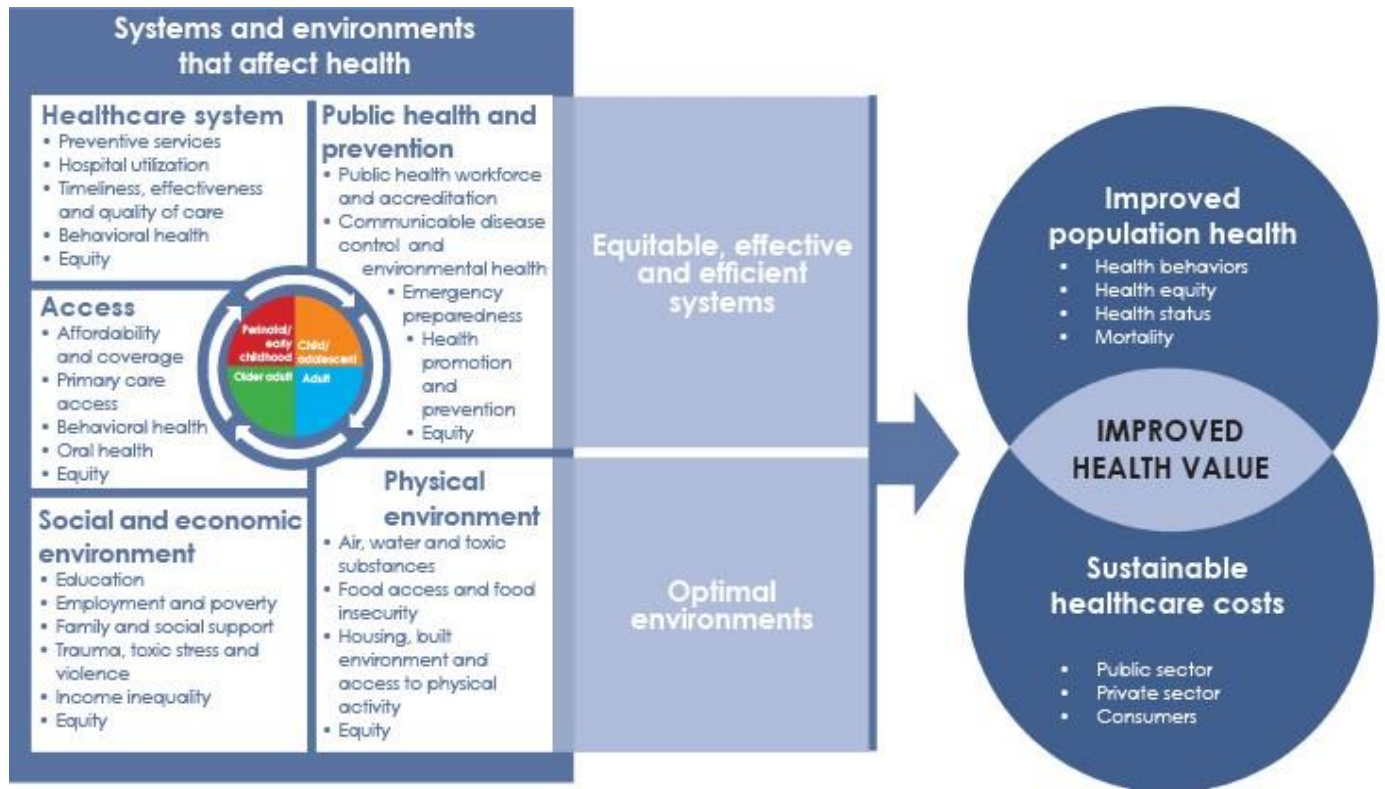 Systems and environments
that affect health
Healthcare system
• Preventive services
• Hospital utilization
• Timeliness, effectiveness
and quality of care
• Behavioral health
• Equity
Access
• Affordability
and coverage
• Primary care
access
• Behavioral health
• Oral health
• Equity
Social and economic
environment
• Education
• Employment and poverty
• Family and social support
• Trauma, toxic stress and
violence
• Income inequality
• Equity
Public health and
prevention
• Public health workforce
and accreditation
• Communicable disease
control and
environmental health
• Emergency
preparedness
• Health
promotion
and
prevention
• Equity
Perinatal/
early
childhood
Child/
adolescent
Older adult
Adult
Physical
environment
• Air, water and toxic
substances
• Food access and food
insecurity
• Housing, built
environment and
access to physical
activity
• Equity
Equitable, effective
and efficient
systems
Optimal
environments
Improved
population health
• Health behaviors
• Health equity
• Health status
• Mortality
IMPROVED
HEALTH VALUE
Sustainable
healthcare costs
• Public sector
• Private sector
• Consumers